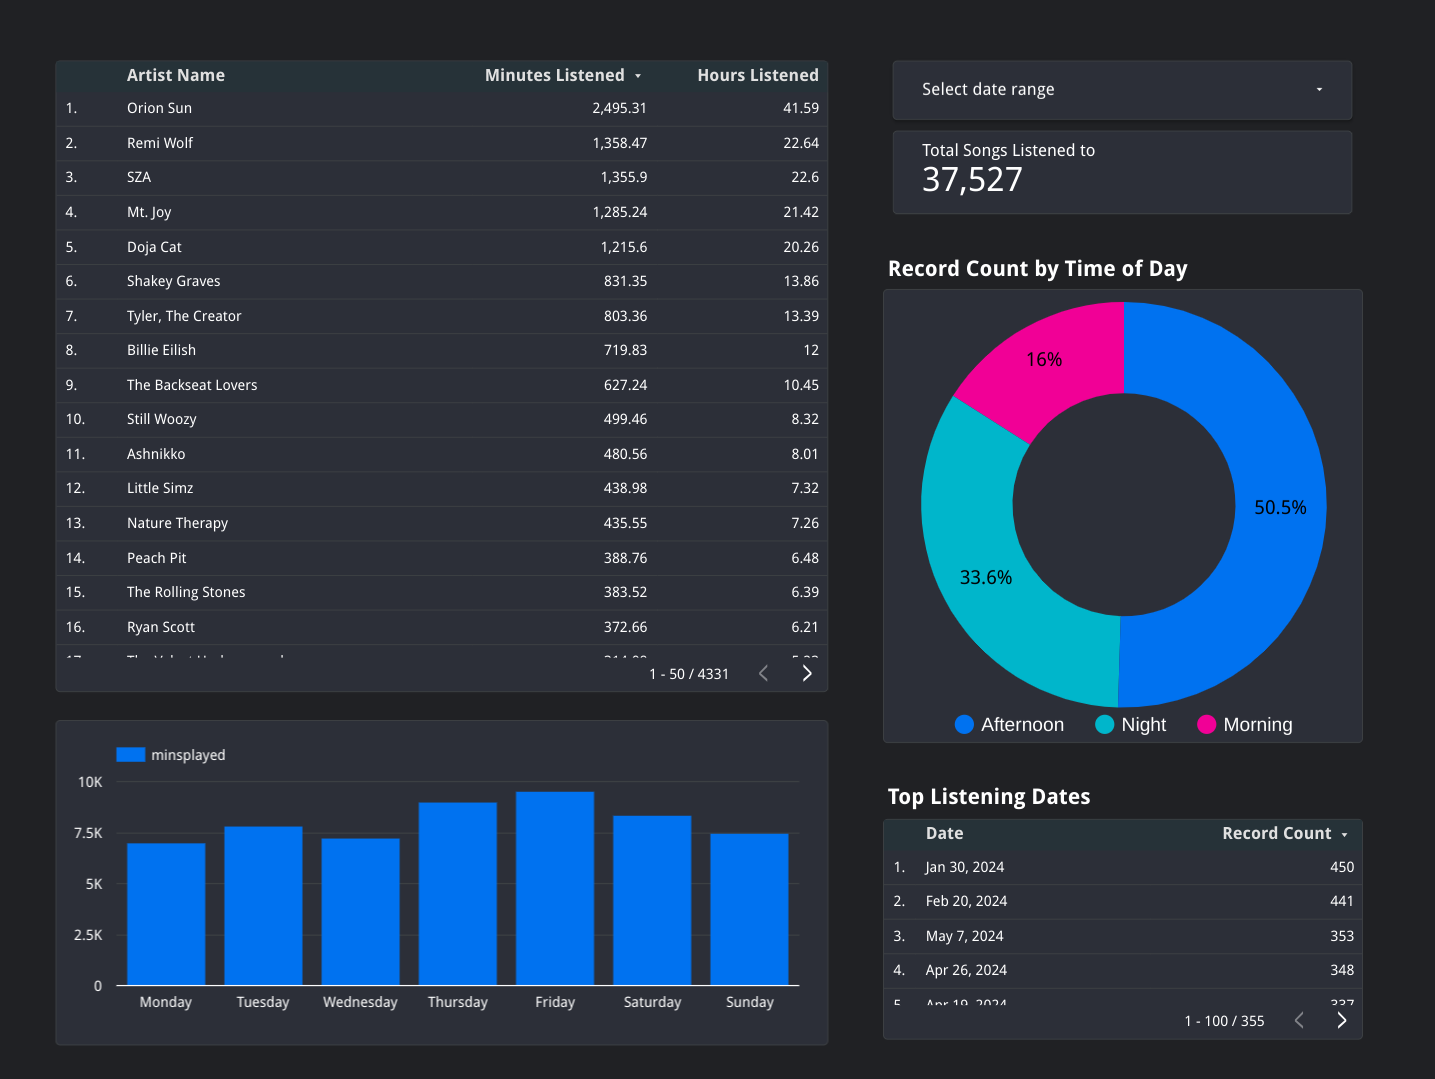 Artist Name Minutes Listened Hours Listened
1. Orion Sun 2,495.31 41.59
2. Remi Wolf 1,358.47 22.64
3. SZA 1,355.9 22.6
4. Mt. Joy 1,285.24 21.42
5. Doja Cat 1,215.6 20.26
6. Shakey Graves 831.35 13.86
7. Tyler, The Creator 803.36 13.39
8. Billie Eilish 719.83 12
9. The Backseat Lovers 627.24 10.45
10. Still Woozy 499.46 8.32
11. Ashnikko 480.56 8.01
12. Little Simz 438.98 7.32
13. Nature Therapy 435.55 7.26
14. Peach Pit 388.76 6.48
15. The Rolling Stones 383.52 6.39
16. Ryan Scott 372.66 6.21
1 - 50 / 4331
Select date range
Total Songs Listened to
37,527
Record Count by Time of Day
16%
50.5%
33.6%
Afternoon Night Morning
minsplayed
10K
7.5K
5K
2.5K
0
Monday Tuesday Wednesday Thursday Friday Saturday Sunday
Top Listening Dates
Date Record Count
1. Jan 30, 2024 450
2. Feb 20, 2024 441
3. May 7, 2024 353
4. Apr 26, 2024 348
5. Apr 19, 2024 337
1 - 100 / 355